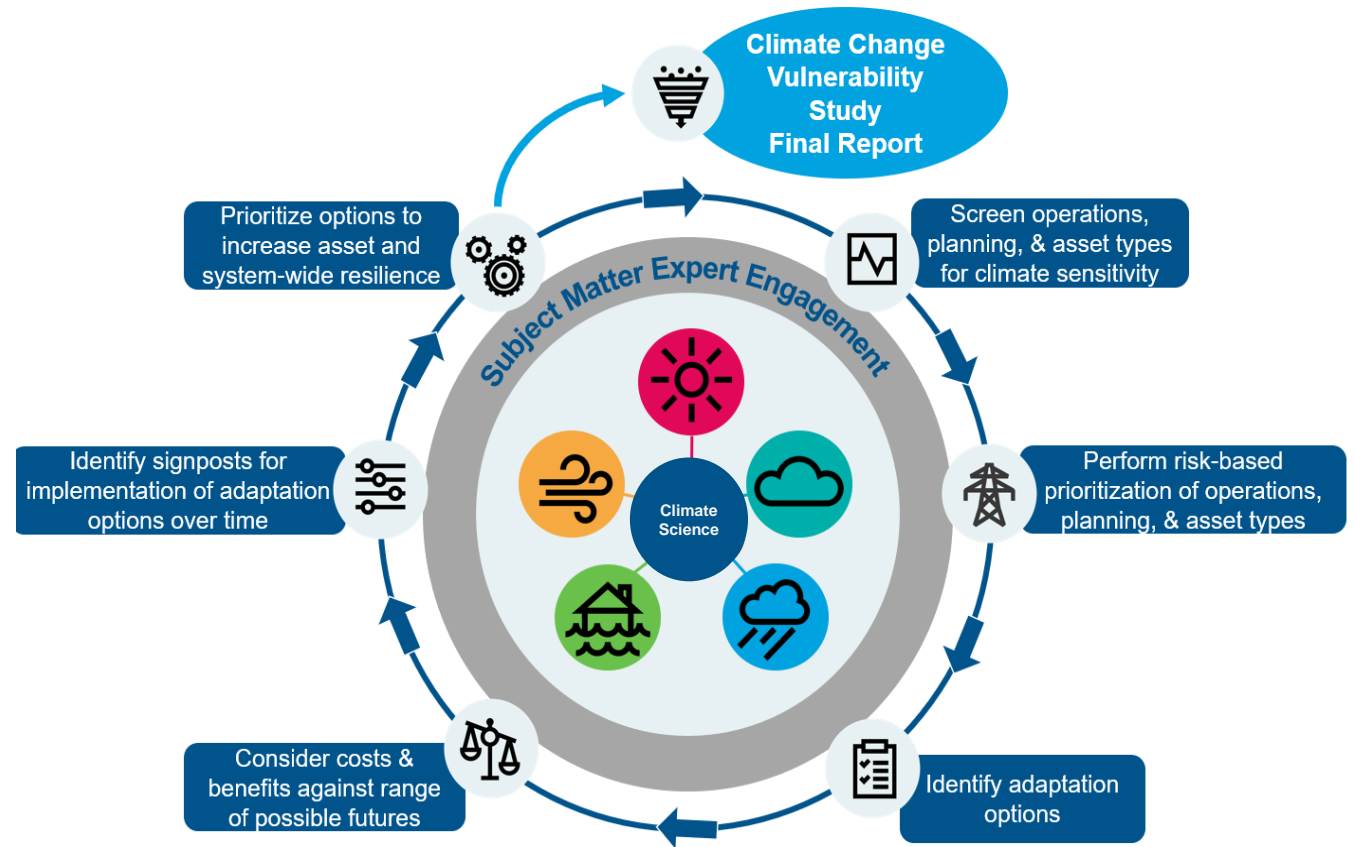 Climate Change
Vulnerability
Study
Final Report
Prioritize options to
increase asset and
system-wide resilience
Screen operations,
planning, & asset types
for climate sensitivity
Subject Matter Expert Engagement
Identify signposts for
implementation of adaptation
options over time
Perform risk-based
prioritization of operations,
planning, & asset types
Climate
Science
Consider costs &
benefits against range
of possible futures
Identify adaptation
options